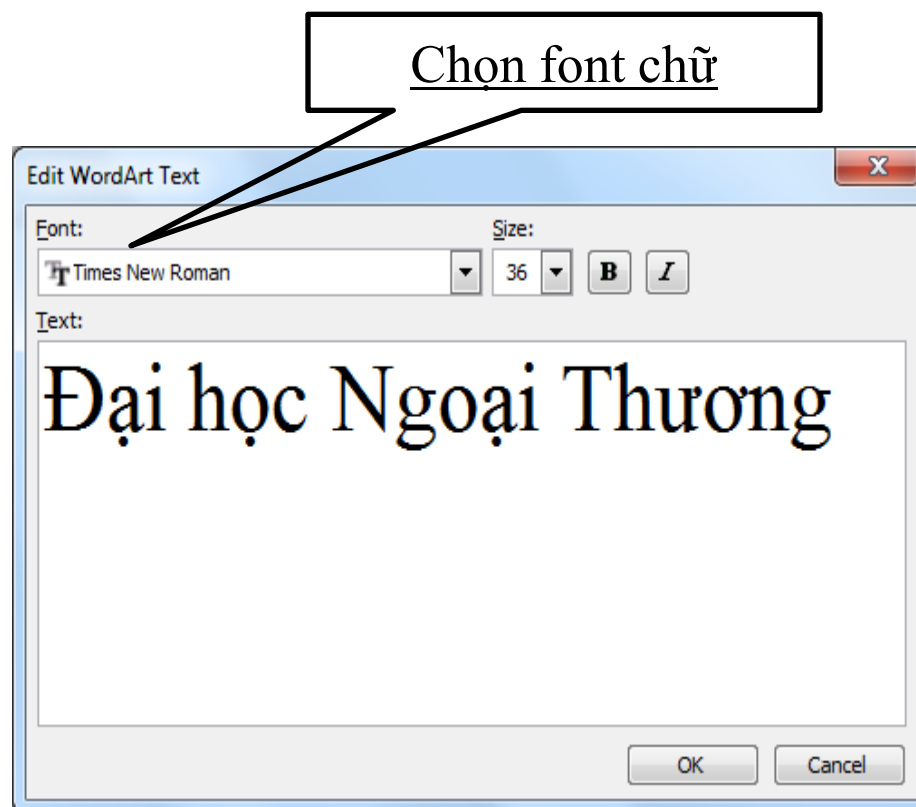 Chọn font chữ
Edit WordArt Text
Font: Size:
Times New Roman 36 B I
Text:
Đại học Ngoại Thương
OK Cancel